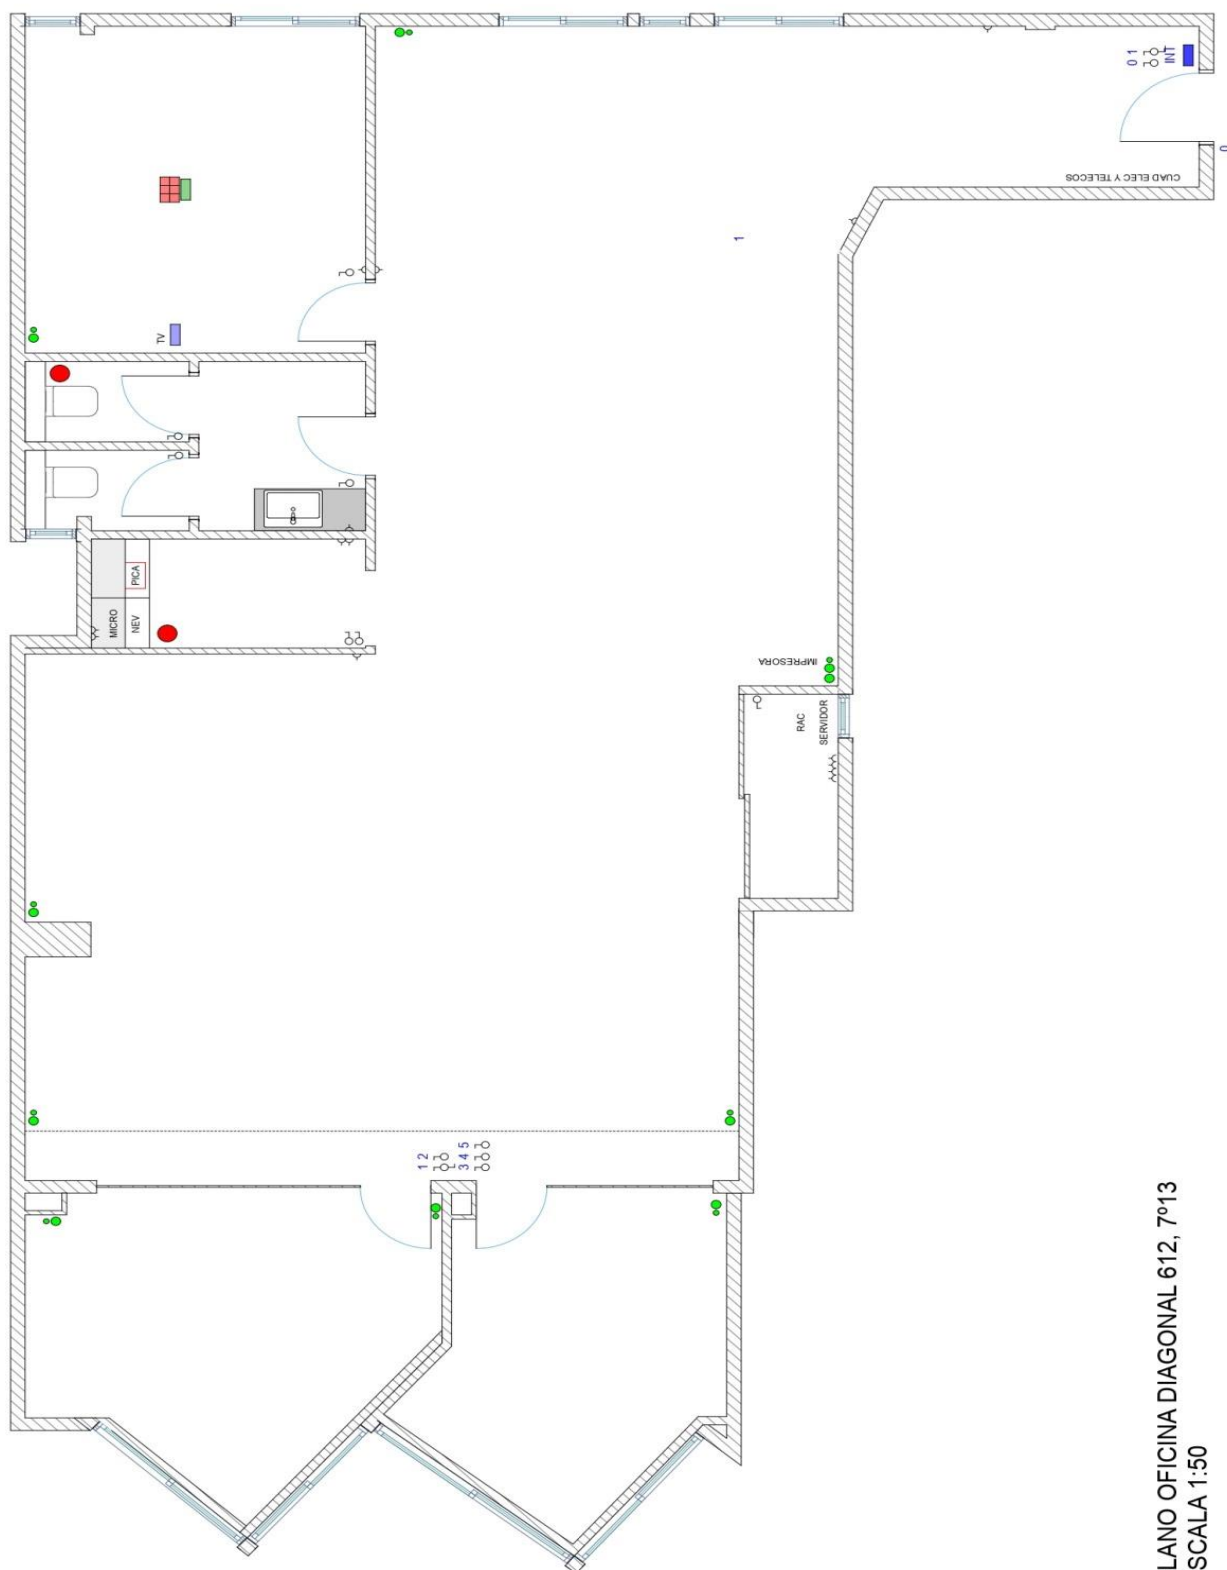 0 1
INT
0
CUAD ELEC Y TELECOS
1
TV
PICA
MICRO
NEV
IMPRESORA
RAC
SERVIDOR
1 2
3 4 5
LANO OFICINA DIAGONAL 612, 7º13
SCALA 1:50